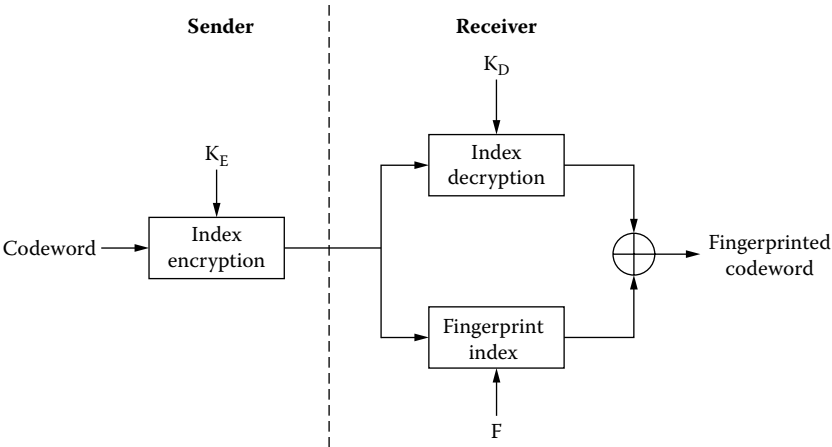 Sender
Receiver
K_D
Index
decryption
K_E
Codeword
Index
encryption
Fingerprinted
codeword
Fingerprint
index
F